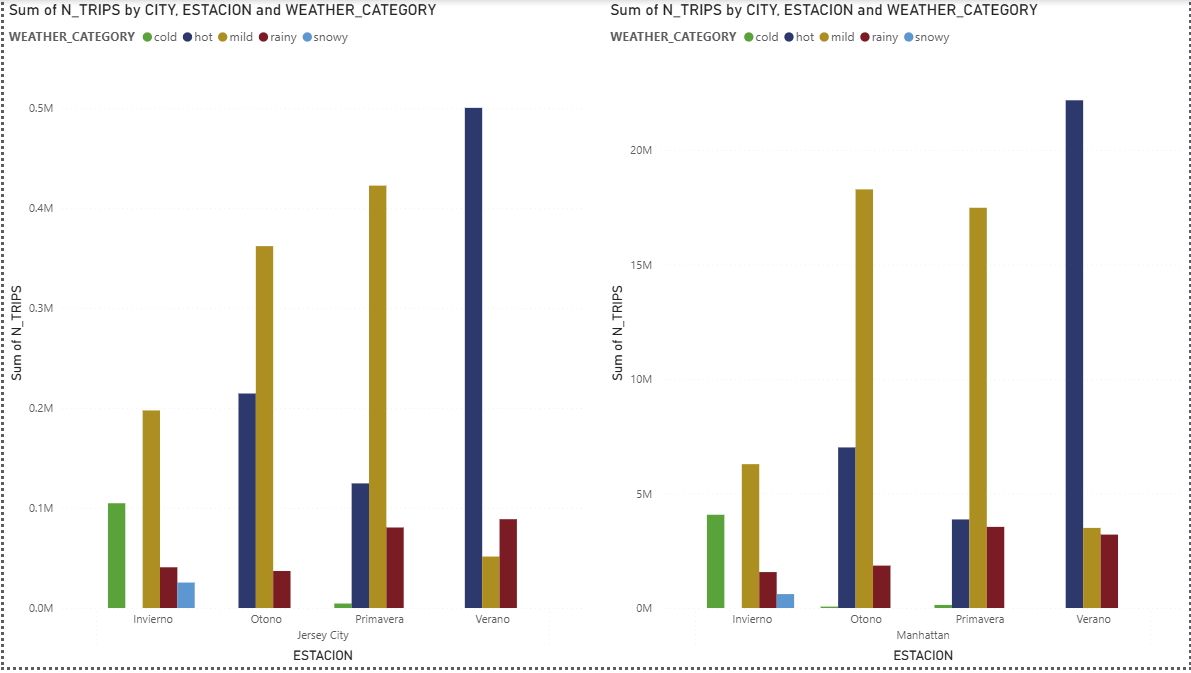 Sum of N_TRIPS by CITY, ESTACION and WEATHER_CATEGORY
WEATHER_CATEGORY cold hot mild rainy snowy
0.5M
0.4M
0.3M
0.2M
0.1M
0.0M
Sum of N_TRIPS
Invierno Otono Primavera Verano
Jersey City
ESTACION
Sum of N_TRIPS by CITY, ESTACION and WEATHER_CATEGORY
WEATHER_CATEGORY cold hot mild rainy snowy
20M
15M
10M
5M
0M
Sum of N_TRIPS
Invierno Otono Primavera Verano
Manhattan
ESTACION